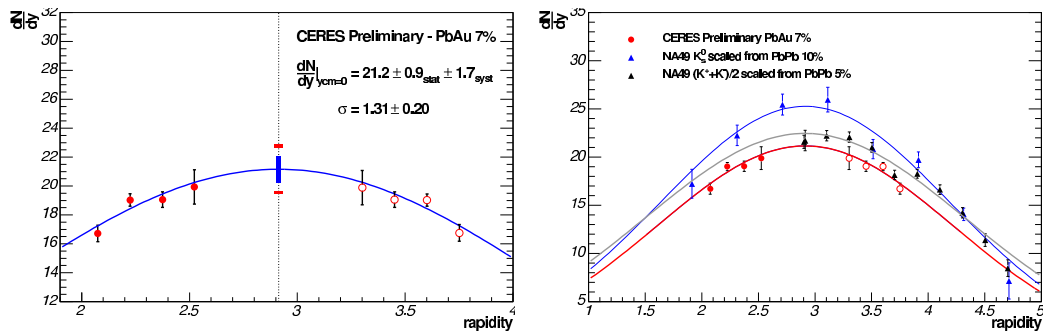 dN
dy
32
30
28
26
24
22
20
18
16
14
12
CERES Preliminary - PbAu 7%
dN/dy|ycm=0 = 21.2 ± 0.9stat ± 1.7syst
σ = 1.31 ± 0.20
2 2.5 3 3.5 4
rapidity
dN
dy
35
30
25
20
15
10
5
CERES Preliminary PbAu 7%
NA49 K0s scaled from PbPb 10%
NA49 (K++K-)/2 scaled from PbPb 5%
1 1.5 2 2.5 3 3.5 4 4.5 5
rapidity